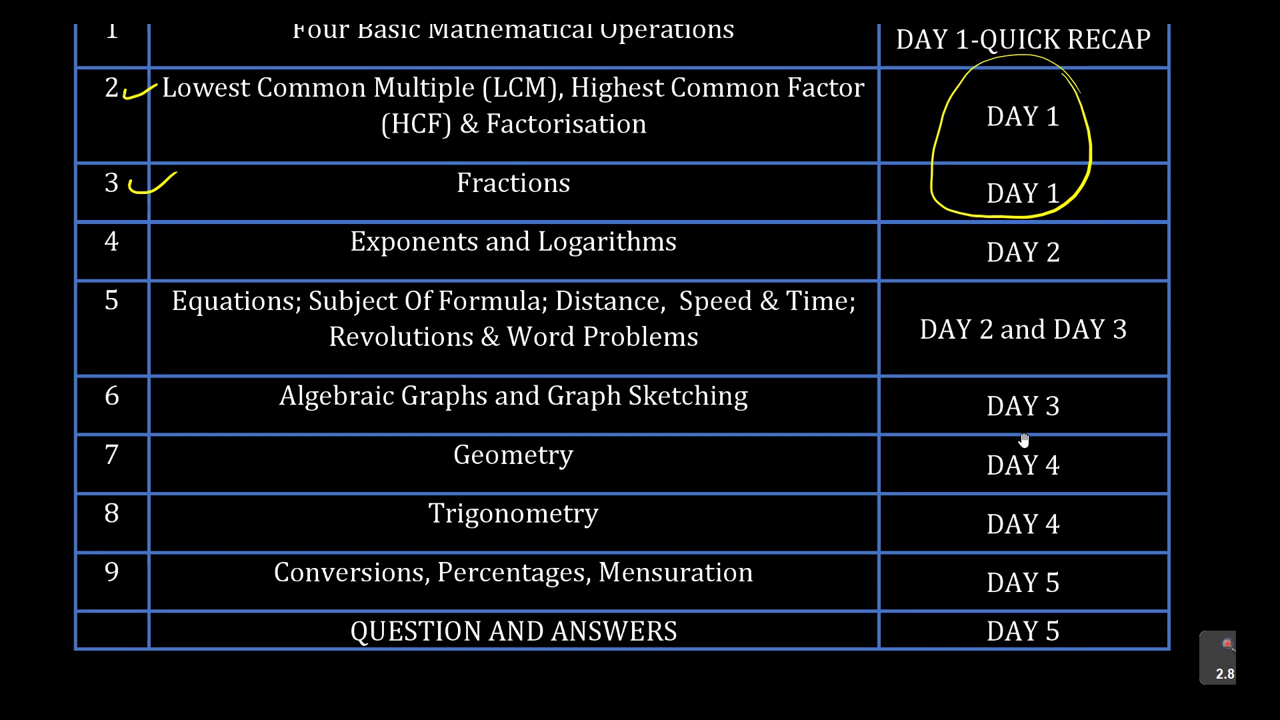 1 Four Basic Mathematical Operations DAY 1-QUICK RECAP
2 Lowest Common Multiple (LCM), Highest Common Factor DAY 1
(HCF) & Factorisation
3 Fractions DAY 1
4 Exponents and Logarithms DAY 2
5 Equations; Subject Of Formula; Distance, Speed & Time; DAY 2 and DAY 3
Revolutions & Word Problems
6 Algebraic Graphs and Graph Sketching DAY 3
7 Geometry DAY 4
8 Trigonometry DAY 4
9 Conversions, Percentages, Mensuration DAY 5
QUESTION AND ANSWERS DAY 5
2.8